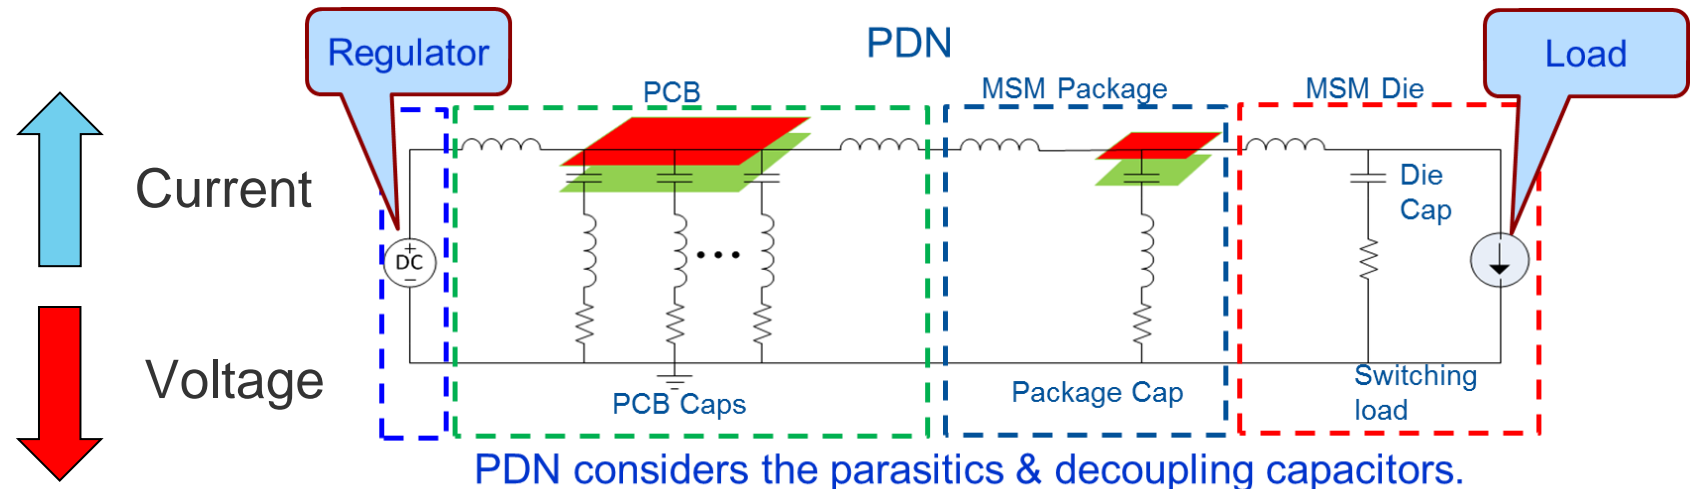 PDN
Regulator
Load
PCB
MSM Package
MSM Die
Current
Die
Cap
+
DC
−
Voltage
Switching
load
PCB Caps
Package Cap
PDN considers the parasitics & decoupling capacitors.